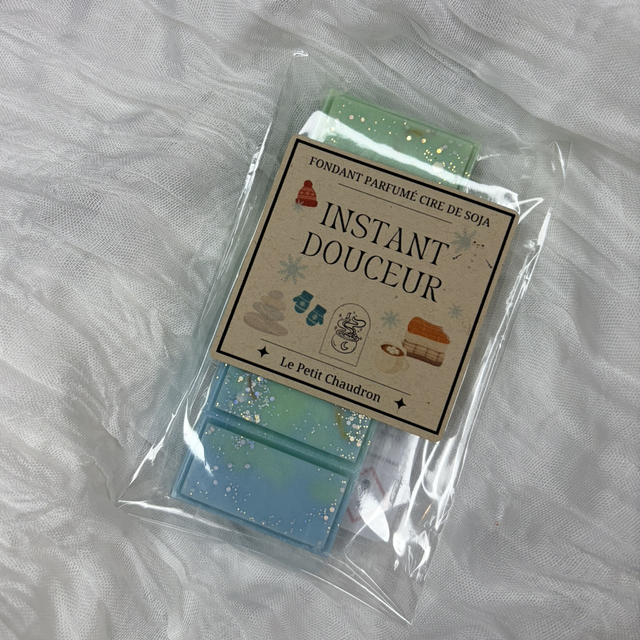 FONDANT PARFUMÉ CIRE DE SOJA
INSTANT
DOUCEUR
Le Petit Chaudron